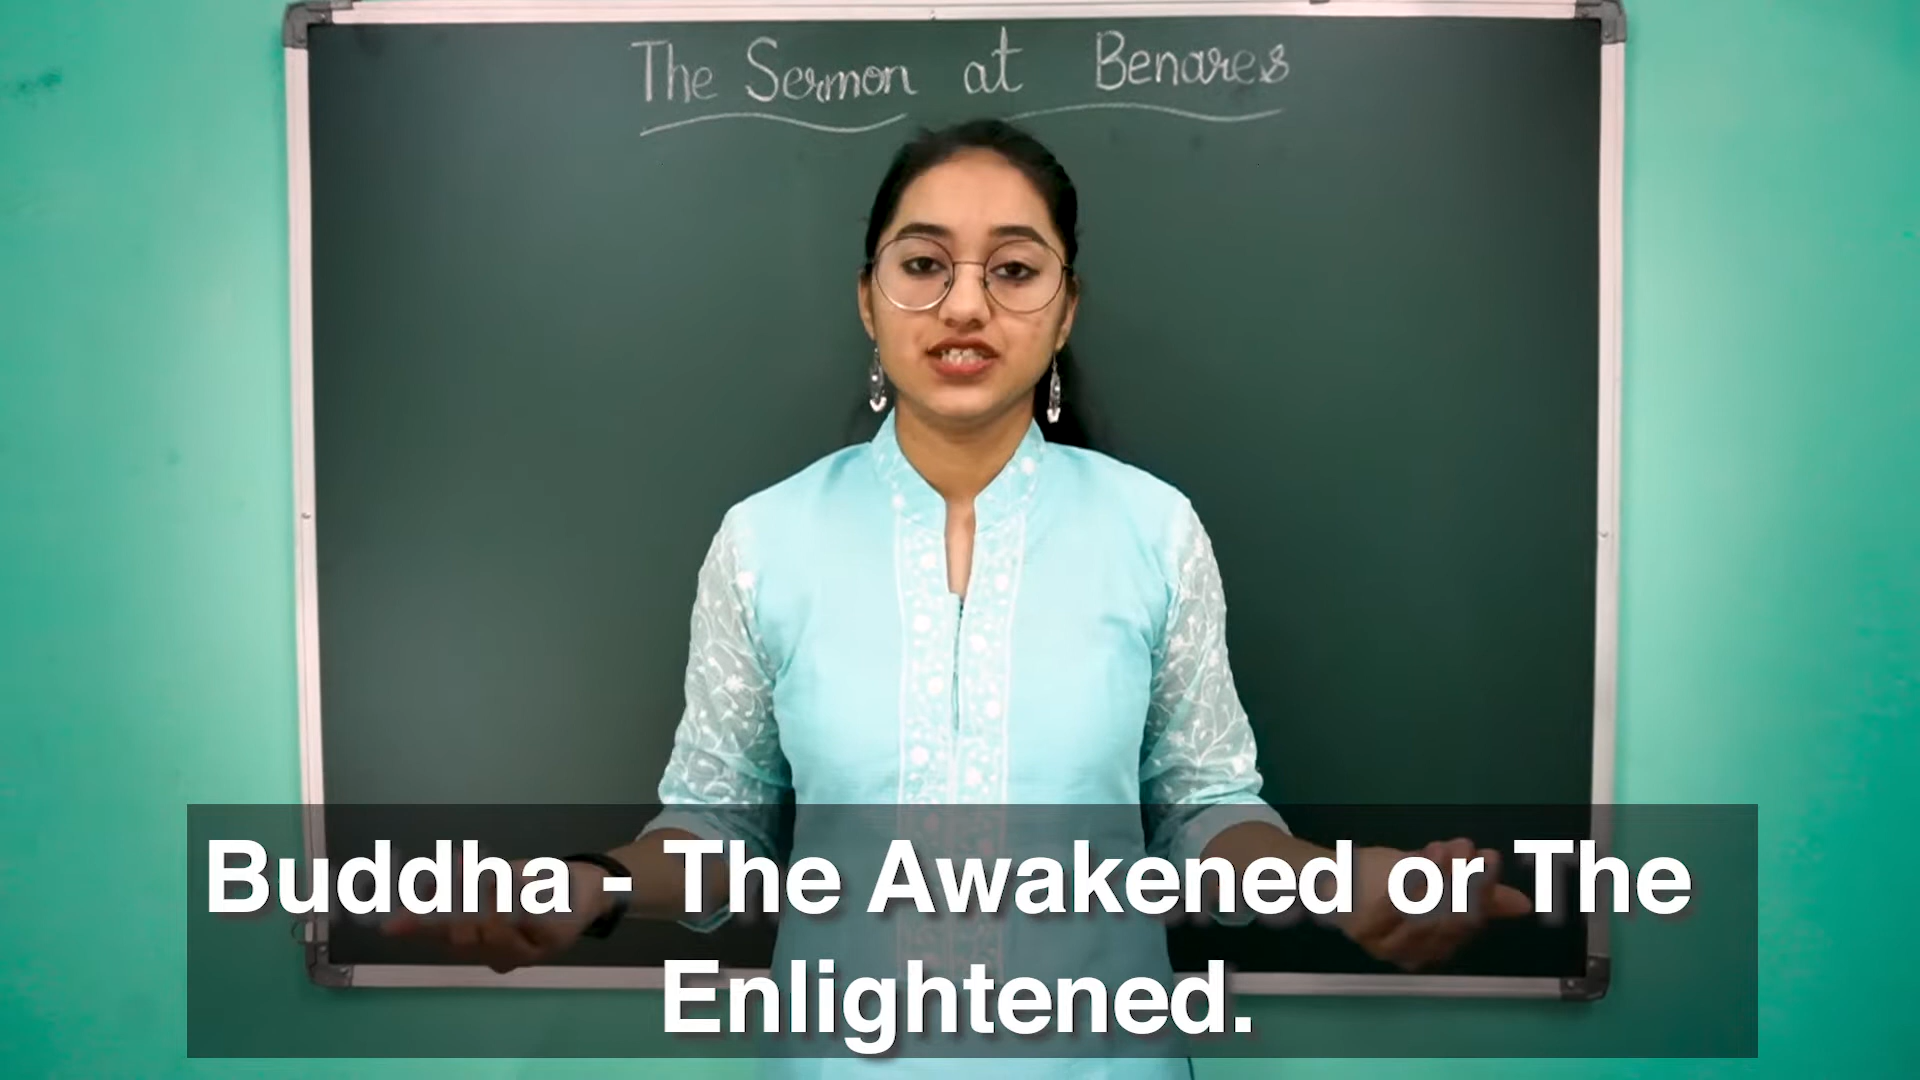 The Sermon at Benares
Buddha - The Awakened or The
Enlightened.